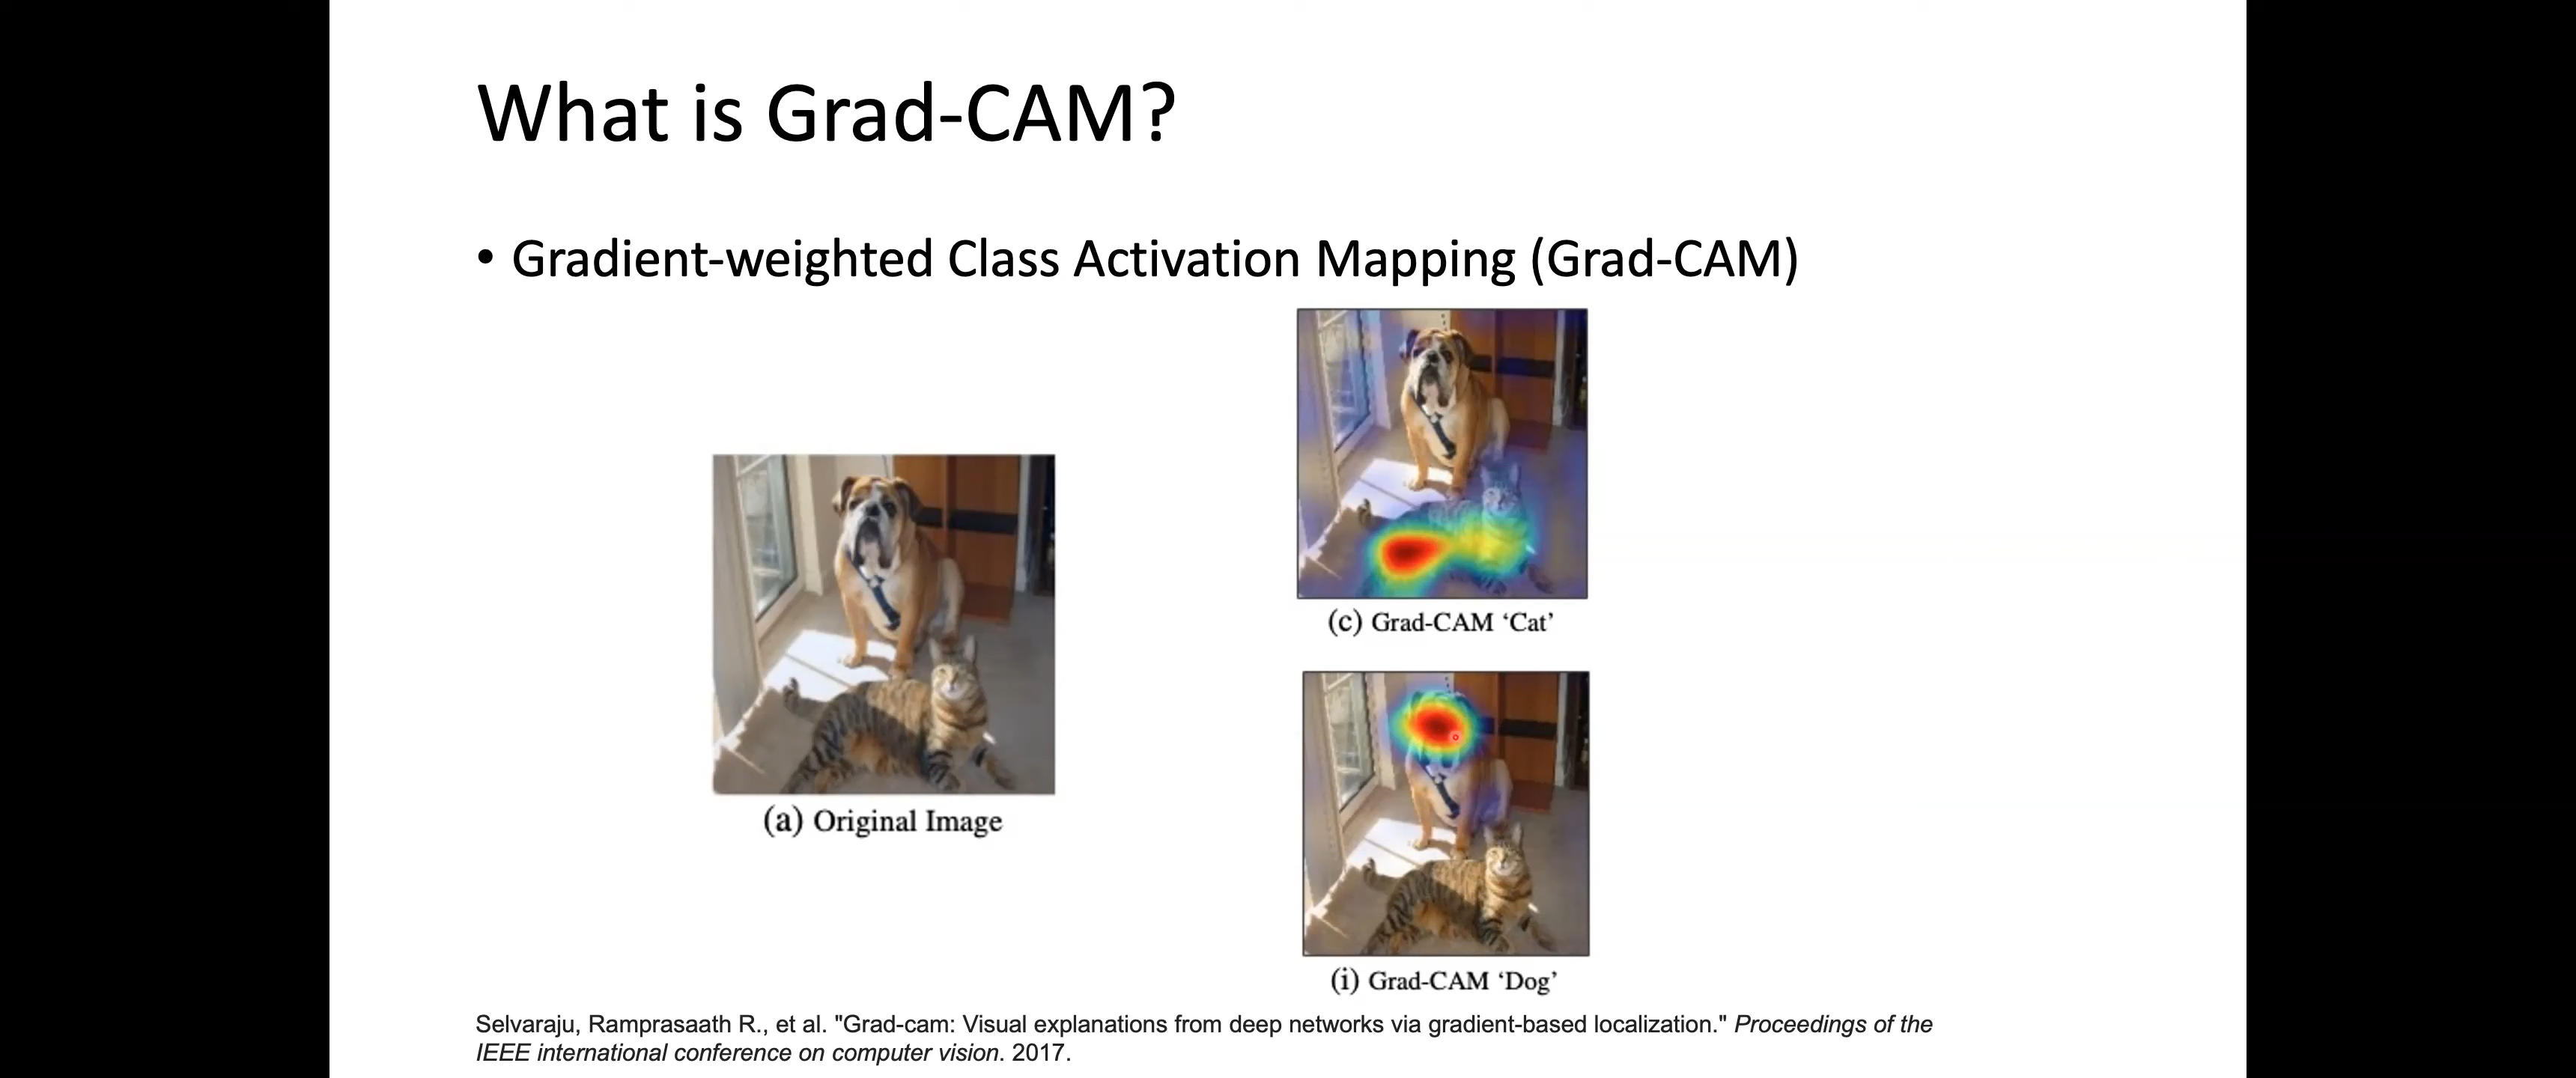 What is Grad-CAM?
• Gradient-weighted Class Activation Mapping (Grad-CAM)
(c) Grad-CAM ‘Cat’
(a) Original Image
(i) Grad-CAM ‘Dog’
Selvaraju, Ramprasaath R., et al. "Grad-cam: Visual explanations from deep networks via gradient-based localization." Proceedings of the
IEEE international conference on computer vision. 2017.